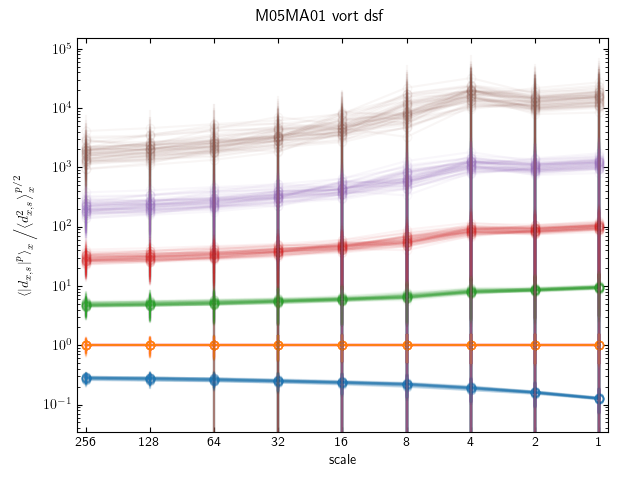 M05MA01 vort dsf
⟨|d_{x,s}|^p⟩_x / ⟨d_{x,s}^2⟩_x^{p/2}
10^5
10^4
10^3
10^2
10^1
10^0
10^{-1}
256 128 64 32 16 8 4 2 1
scale